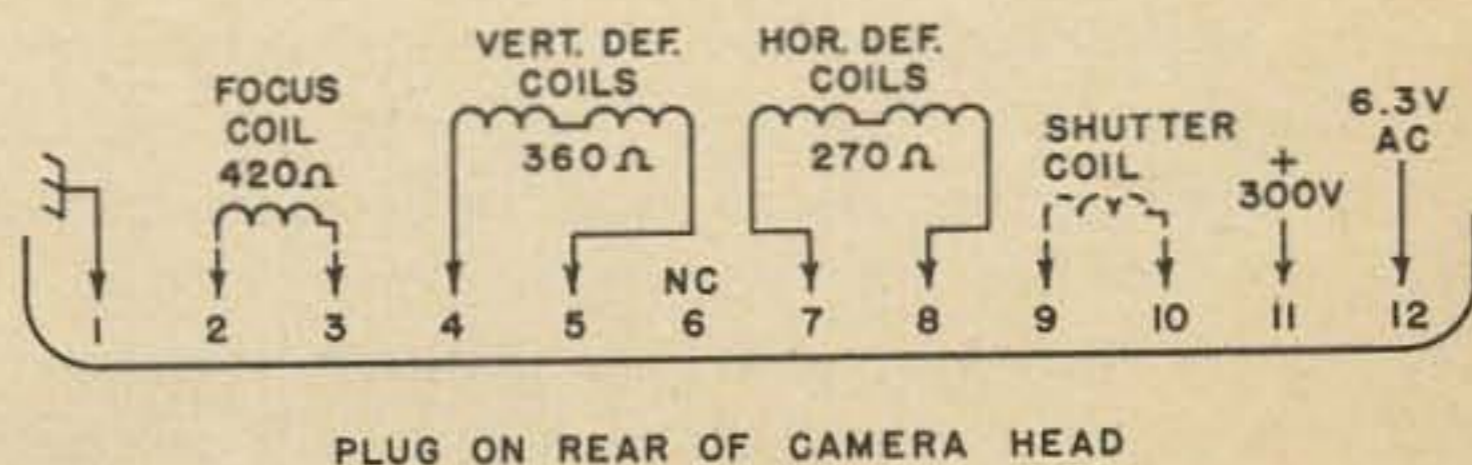 VERT. DEF.
COILS
HOR. DEF.
COILS
FOCUS
COIL
420Ω
360Ω
270Ω
SHUTTER
COIL
+
300V
6.3V
AC
NC
1 2 3 4 5 6 7 8 9 10 11 12
PLUG ON REAR OF CAMERA HEAD